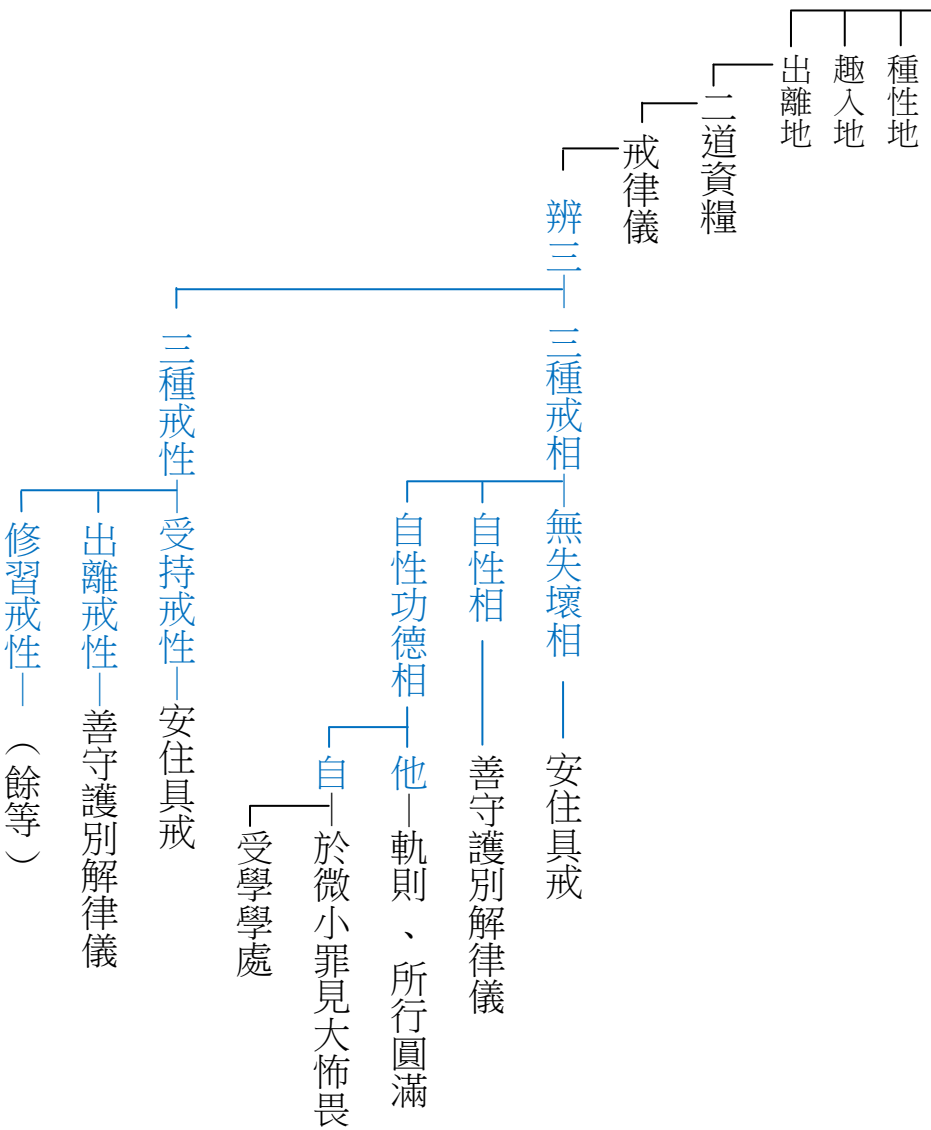 種性地
趣入地
出離地
二道資糧
戒律儀
辨三
三種戒相
無失壞相
安住具戒
自性相
善守護別解律儀
自性功德相
他
軌則、所行圓滿
自
於微小罪見大怖畏
受學學處
三種戒性
受持戒性
安住具戒
出離戒性
善守護別解律儀
修習戒性
（餘等）